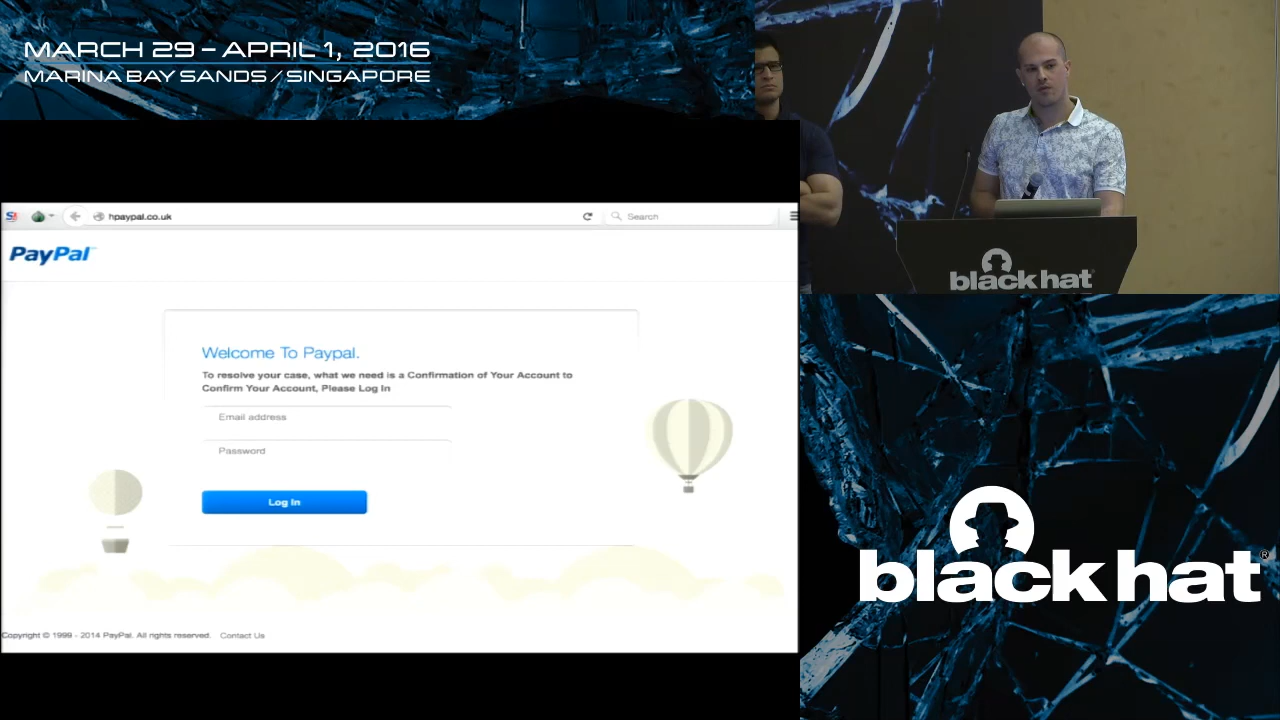 MARCH 29 – APRIL 1, 2016
MARINA BAY SANDS / SINGAPORE
hpaypal.co.uk
Search
PayPal™
Welcome To Paypal.
To resolve your case, what we need is a Confirmation of Your Account to
Confirm Your Account, Please Log In
Email address
Password
Log In
Copyright © 1999 - 2014 PayPal. All rights reserved. Contact Us
black hat
black hat®